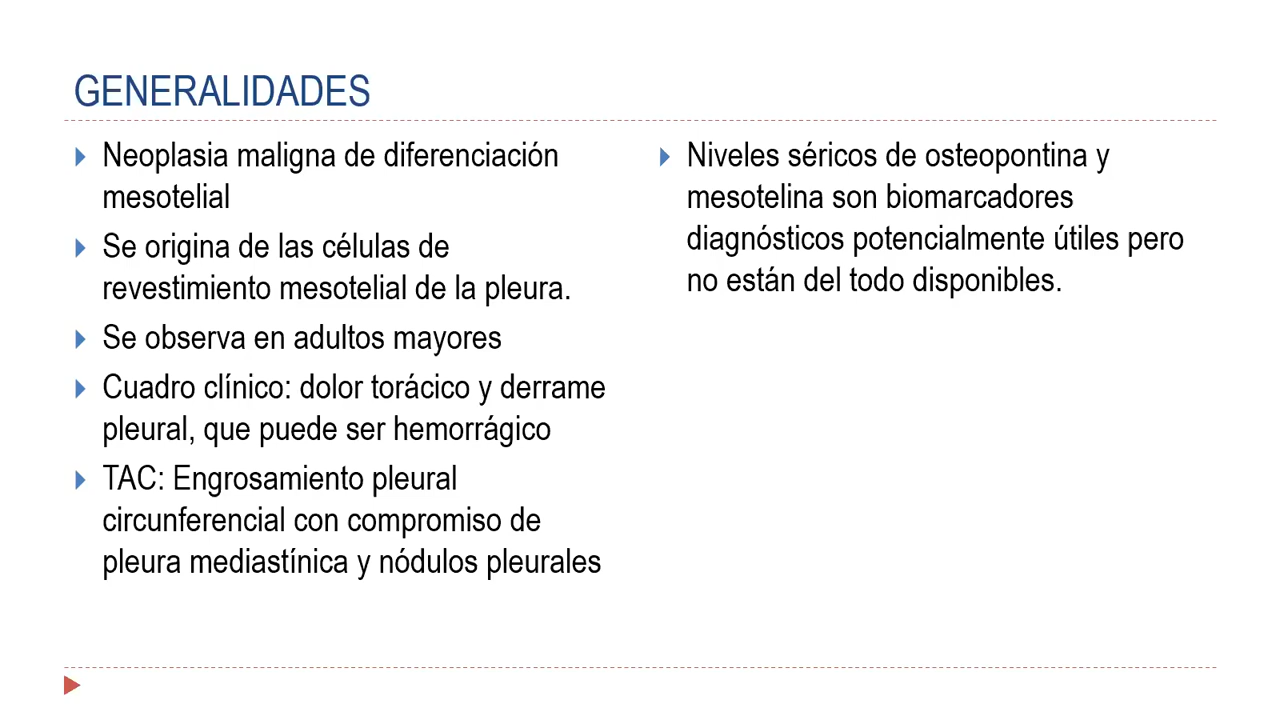 GENERALIDADES
Neoplasia maligna de diferenciación
mesotelial
Se origina de las células de
revestimiento mesotelial de la pleura.
Se observa en adultos mayores
Cuadro clínico: dolor torácico y derrame
pleural, que puede ser hemorrágico
TAC: Engrosamiento pleural
circunferencial con compromiso de
pleura mediastínica y nódulos pleurales
Niveles séricos de osteopontina y
mesotelina son biomarcadores
diagnósticos potencialmente útiles pero
no están del todo disponibles.